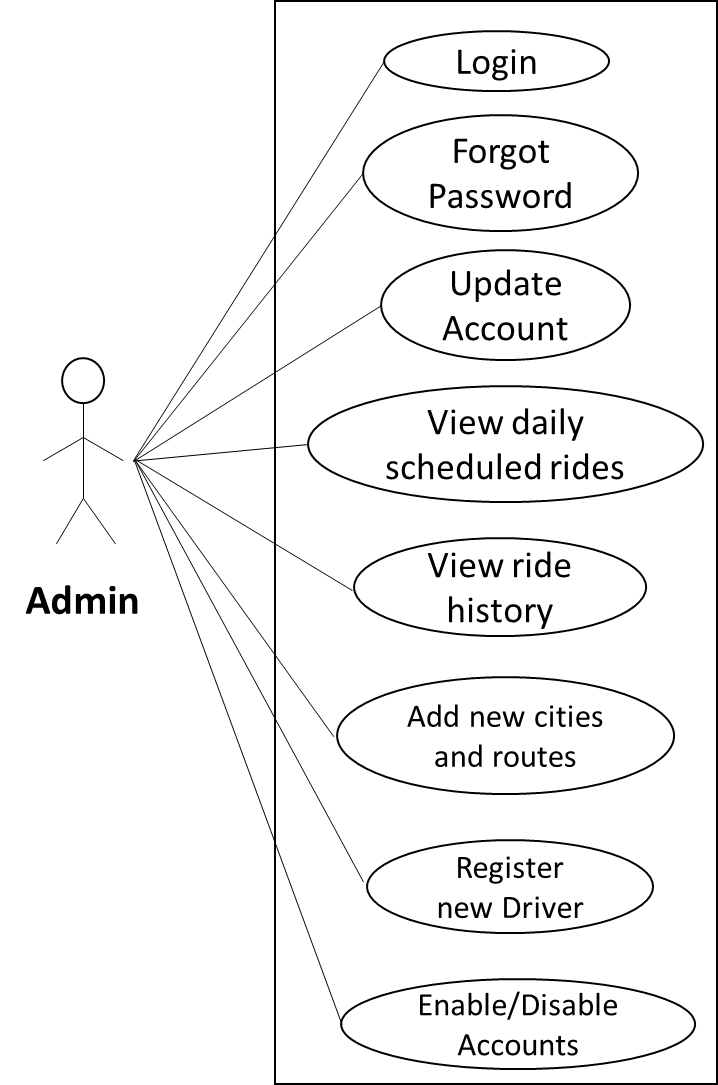 Login
Forgot
Password
Update
Account
View daily
scheduled rides
View ride
history
Admin
Add new cities
and routes
Register
new Driver
Enable/Disable
Accounts